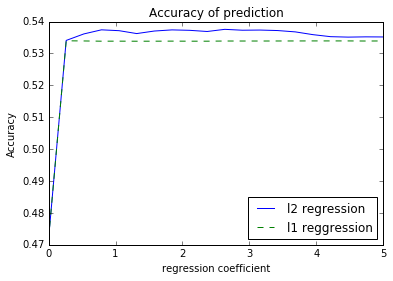 Accuracy of prediction
0.54
0.53
0.52
0.51
0.50
0.49
0.48
0.47
Accuracy
l2 regression
l1 reggression
0 1 2 3 4 5
regression coefficient